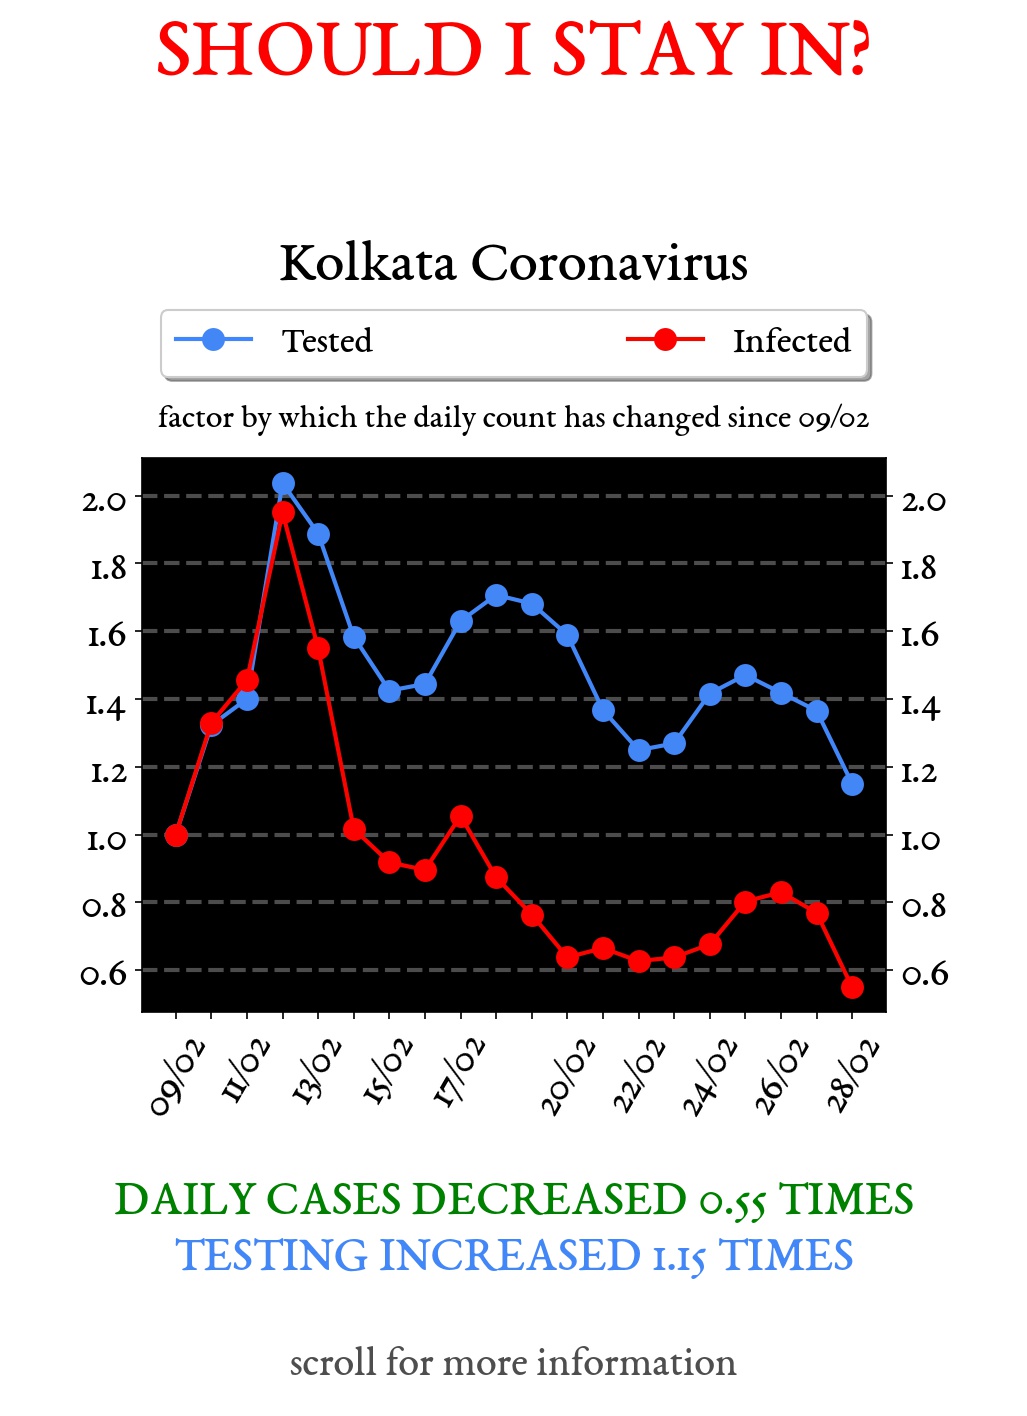 SHOULD I STAY IN?
Kolkata Coronavirus
Tested Infected
factor by which the daily count has changed since 09/02
2.0 2.0
1.8 1.8
1.6 1.6
1.4 1.4
1.2 1.2
1.0 1.0
0.8 0.8
0.6 0.6
09/02 11/02 13/02 15/02 17/02 20/02 22/02 24/02 26/02 28/02
DAILY CASES DECREASED 0.55 TIMES
TESTING INCREASED 1.15 TIMES
scroll for more information